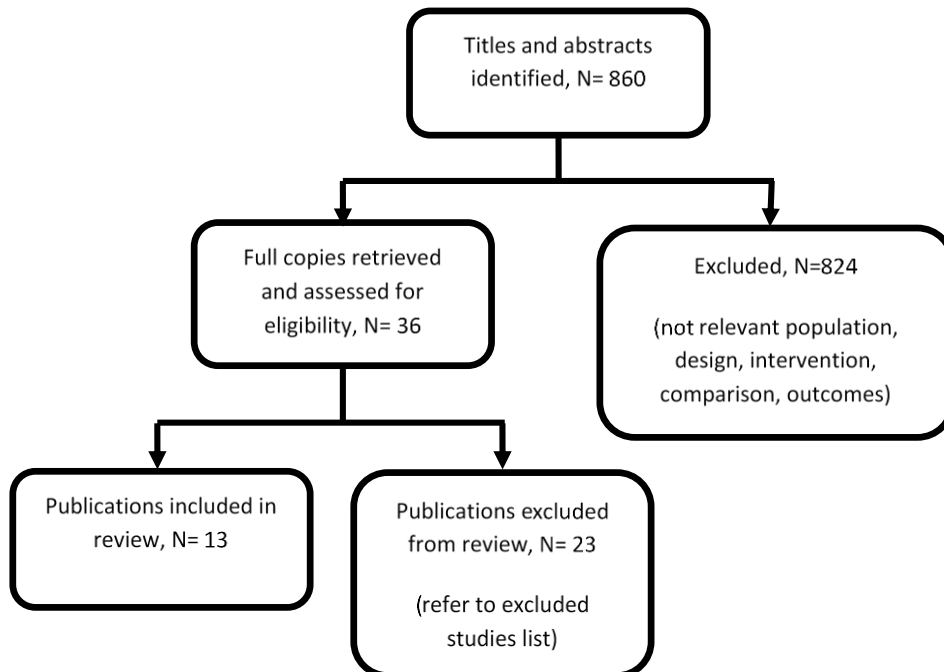 Titles and abstracts
identified, N= 860
Full copies retrieved
and assessed for
eligibility, N= 36
Excluded, N=824
(not relevant population,
design, intervention,
comparison, outcomes)
Publications included in
review, N= 13
Publications excluded
from review, N= 23
(refer to excluded
studies list)